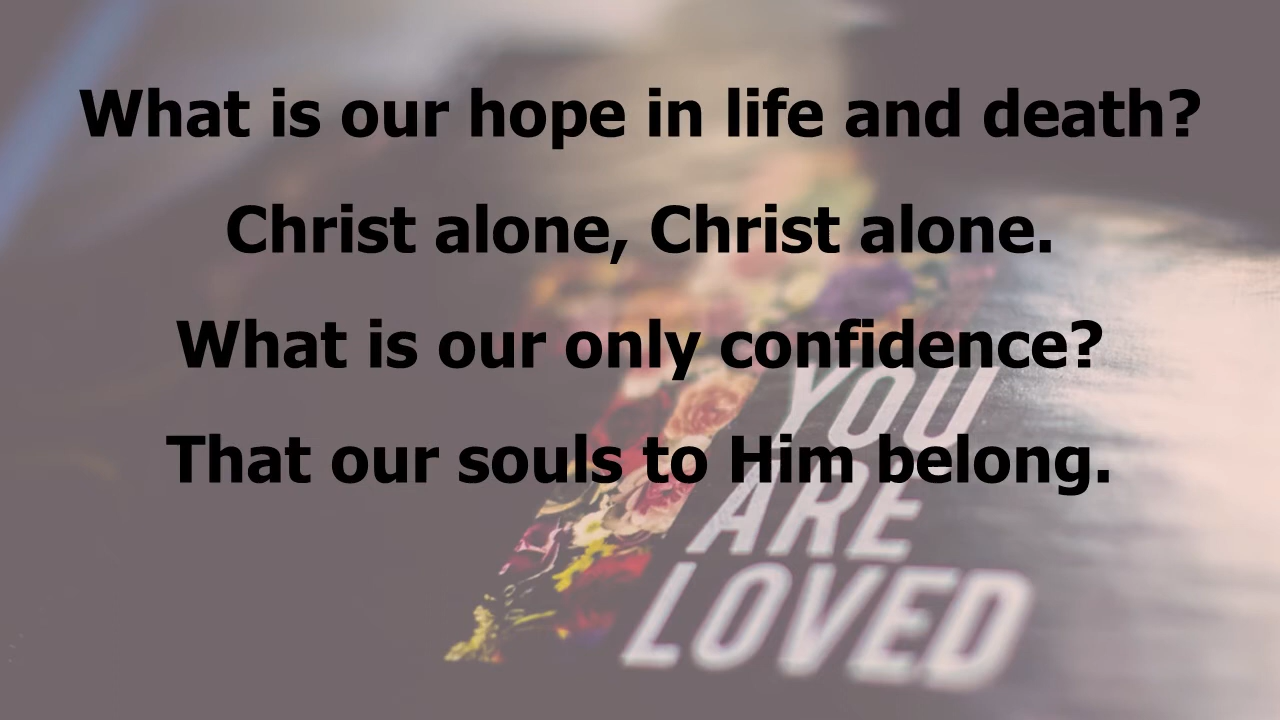 What is our hope in life and death?
Christ alone, Christ alone.
What is our only confidence?
That our souls to Him belong.
YOU
ARE
LOVED